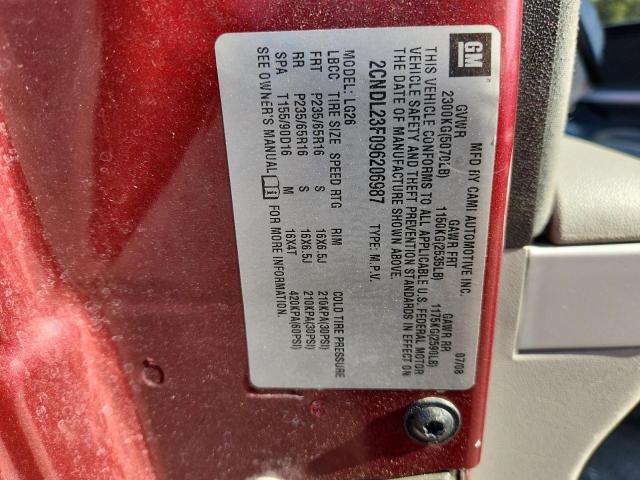 GM
MFD BY CAMI AUTOMOTIVE INC. 07/08
GVWR GAWR FRT GAWR RR
2300KG(5070LB) 1150KG(2535LB) 1175KG(2590LB)
THIS VEHICLE CONFORMS TO ALL APPLICABLE U.S. FEDERAL MOTOR
VEHICLE SAFETY AND THEFT PREVENTION STANDARDS IN EFFECT ON
THE DATE OF MANUFACTURE SHOWN ABOVE.
2CNDL23F096206987 TYPE: M.P.V.
MODEL: LG26
LBCC TIRE SIZE SPEED RTG RIM COLD TIRE PRESSURE
FRT P235/65R16 S 16X6.5J 210KPA(30PSI)
RR P235/65R16 S 16X6.5J 210KPA(30PSI)
SPA T155/90D16 M 16X4T 420KPA(60PSI)
SEE OWNER'S MANUAL i FOR MORE INFORMATION.